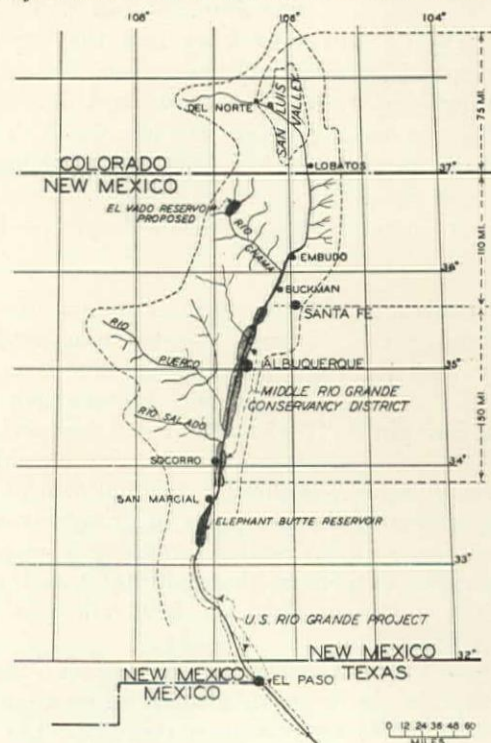 108°
106°
104°
75 MI.
DEL NORTE
SAN LUIS
VALLEY
LOBATOS
COLORADO
NEW MEXICO
37°
EL VADO RESERVOIR
PROPOSED
RIO
CHAMA
110 MI.
EMBUDO
36°
BUCKMAN
SANTA FE
RIO
PUERCO
ALBUQUERQUE
35°
MIDDLE RIO GRANDE
CONSERVANCY DISTRICT
150 MI.
RIO SALADO
SOCORRO
34°
SAN MARCIAL
ELEPHANT BUTTE RESERVOIR
33°
U.S. RIO GRANDE PROJECT
NEW MEXICO
TEXAS
32°
NEW MEXICO
MEXICO
EL PASO
0 12 24 36 48 60
MILES